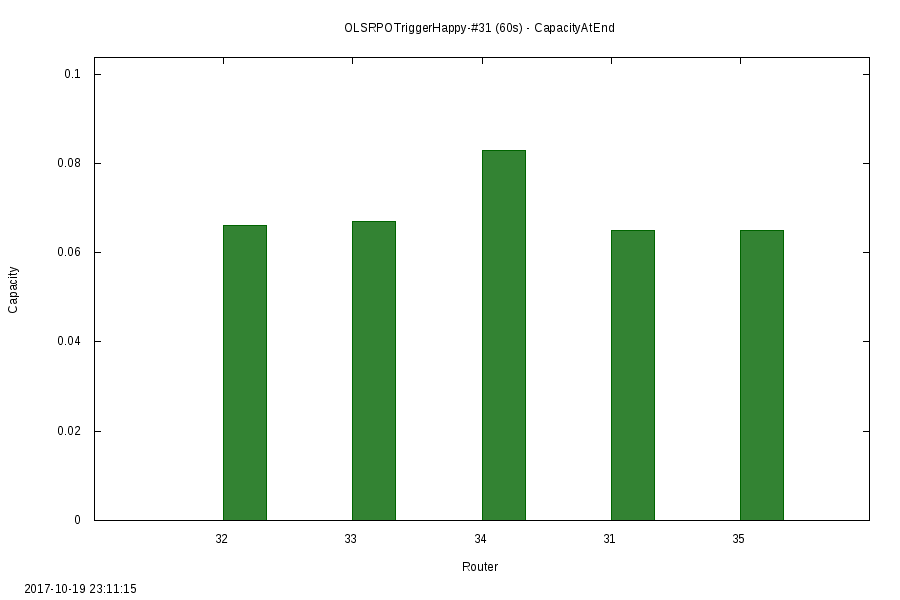 OLSRPOTriggerHappy-#31 (60s) - CapacityAtEnd
0.1
0.08
0.06
0.04
0.02
0
Capacity
32 33 34 31 35
Router
2017-10-19 23:11:15